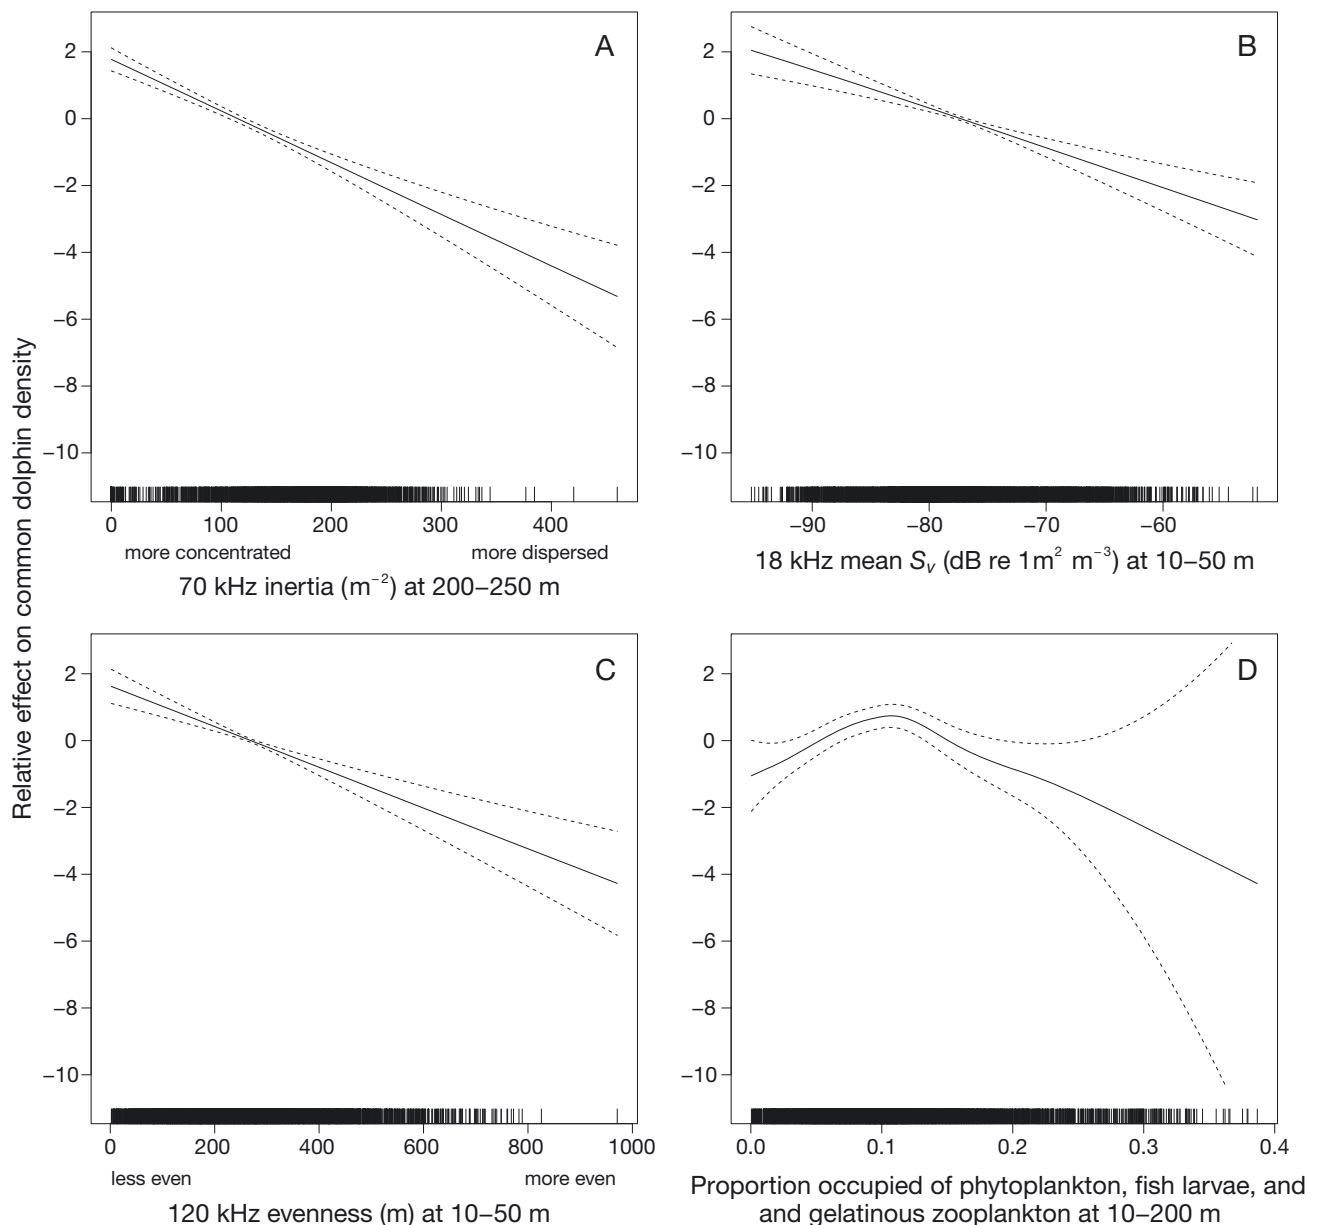 Relative effect on common dolphin density
A
2
0
−2
−4
−6
−8
−10
0 100 200 300 400
more concentrated more dispersed
70 kHz inertia (m⁻²) at 200–250 m
B
2
0
−2
−4
−6
−8
−10
−90 −80 −70 −60
18 kHz mean Sᵥ (dB re 1m² m⁻³) at 10–50 m
C
2
0
−2
−4
−6
−8
−10
0 200 400 600 800 1000
less even more even
120 kHz evenness (m) at 10–50 m
D
2
0
−2
−4
−6
−8
−10
0.0 0.1 0.2 0.3 0.4
Proportion occupied of phytoplankton, fish larvae, and
and gelatinous zooplankton at 10–200 m